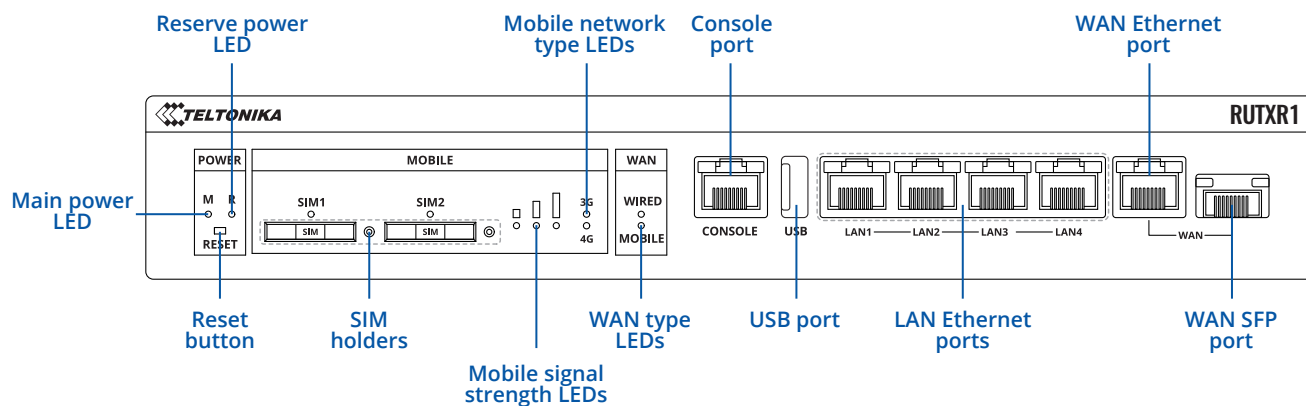 Reserve power
LED
Mobile network
type LEDs
Console
port
WAN Ethernet
port
TELTONIKA
RUTXR1
POWER
MOBILE
WAN
Main power
LED
M R
RESET
SIM1
SIM2
SIM
SIM
3G
4G
WIRED
MOBILE
CONSOLE
USB
LAN1
LAN2
LAN3
LAN4
WAN
Reset
button
SIM
holders
WAN type
LEDs
USB port
LAN Ethernet
ports
WAN SFP
port
Mobile signal
strength LEDs